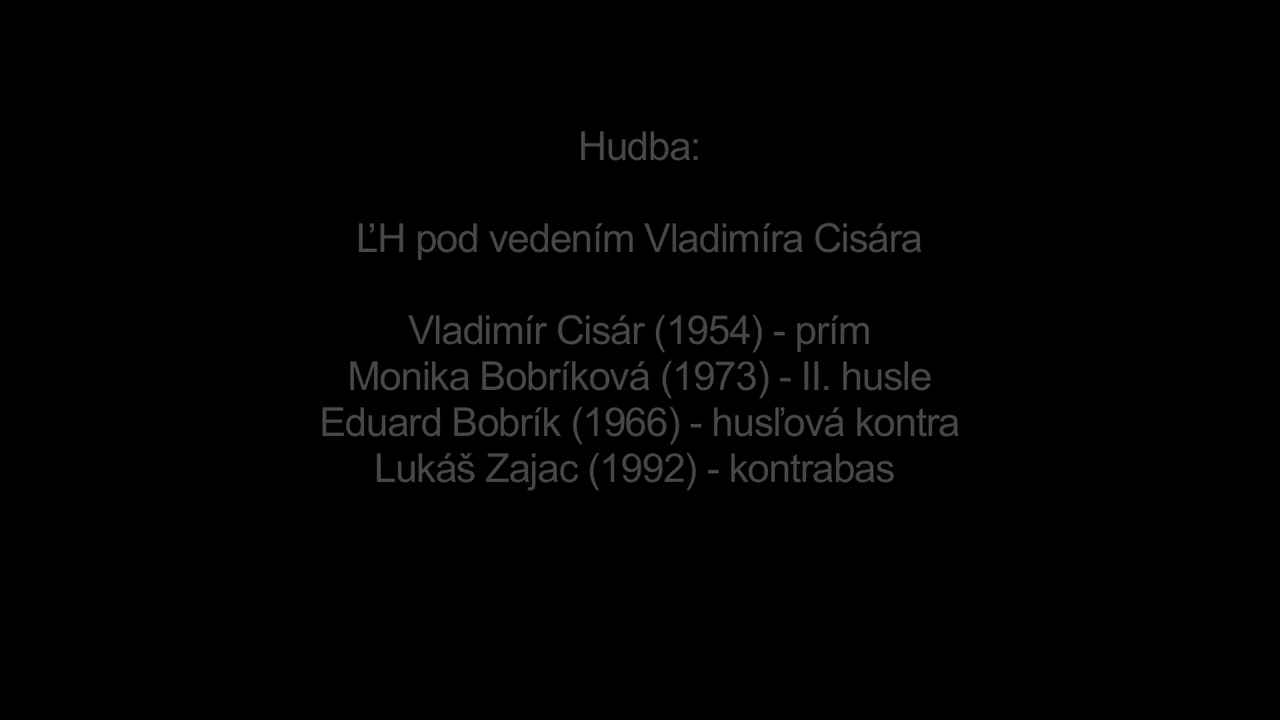 Hudba:
ĽH pod vedením Vladimíra Cisára
Vladimír Cisár (1954) - prím
Monika Bobríková (1973) - II. husle
Eduard Bobrík (1966) - husľová kontra
Lukáš Zajac (1992) - kontrabas